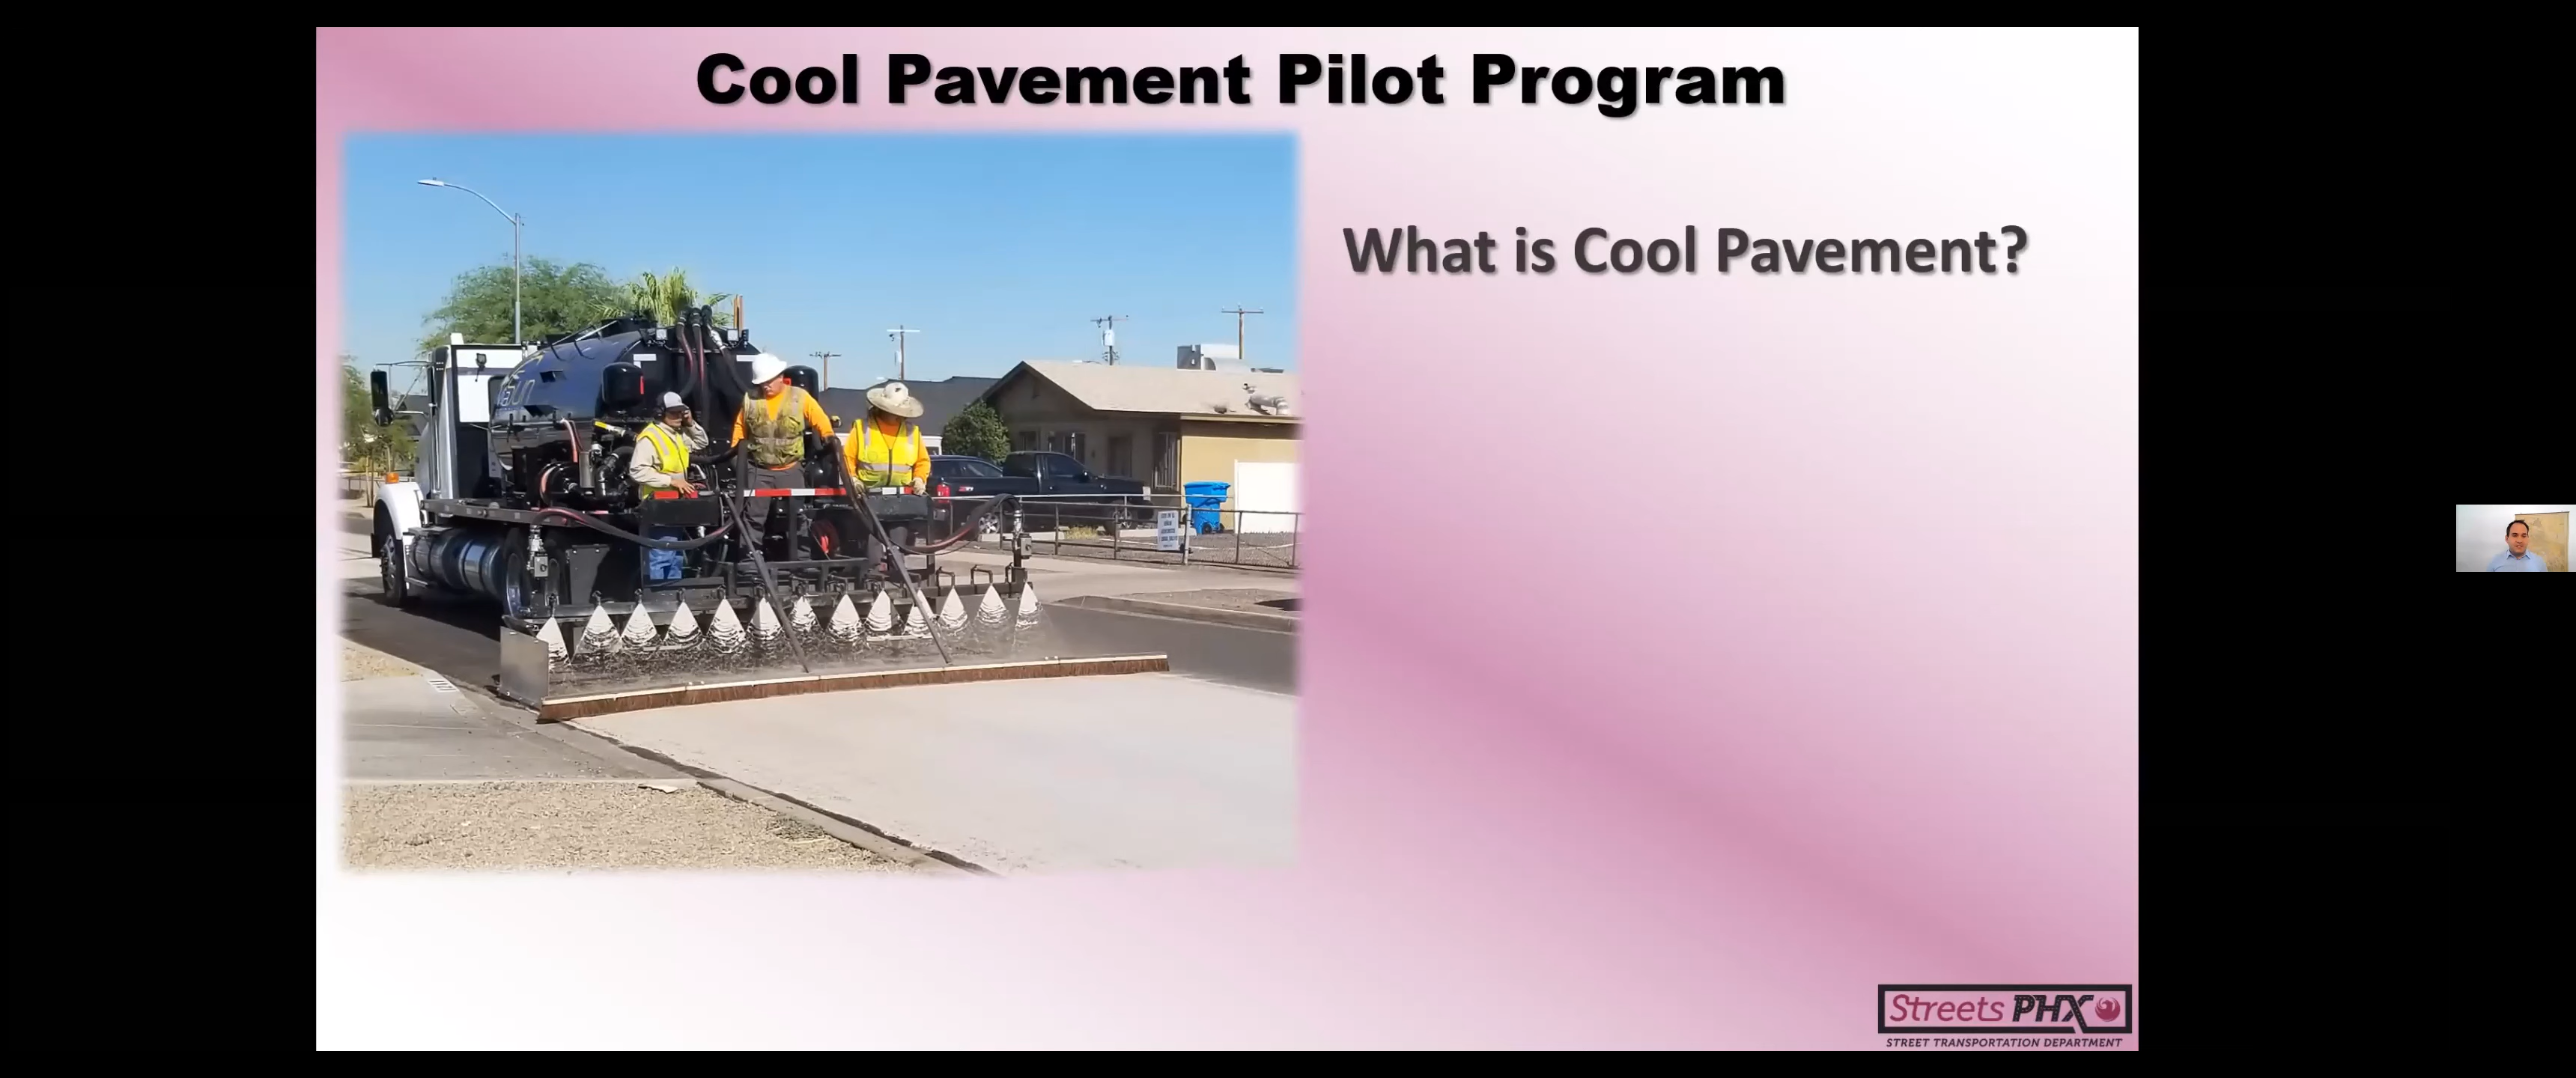 Cool Pavement Pilot Program
What is Cool Pavement?
Streets PHX
STREET TRANSPORTATION DEPARTMENT